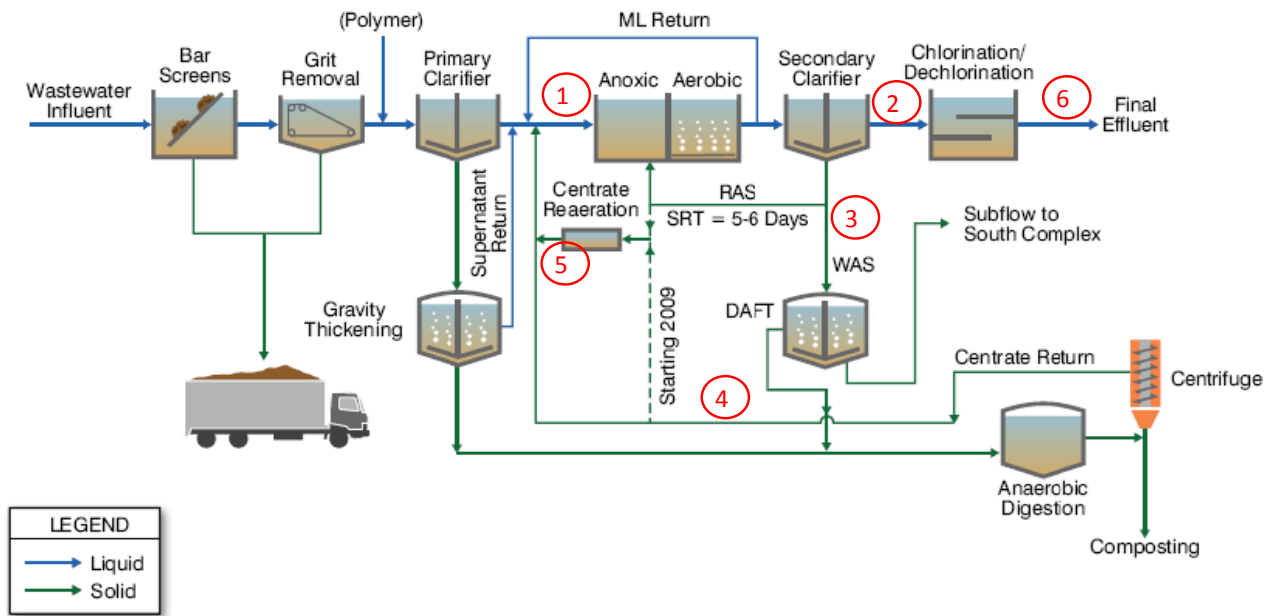 (Polymer)
ML Return
Bar
Screens
Grit
Removal
Primary
Clarifier
Secondary
Clarifier
Chlorination/
Dechlorination
Wastewater
Influent
1
Anoxic
Aerobic
2
6
Final
Effluent
Supernatant
Return
Centrate
Reaeration
RAS
SRT = 5-6 Days
3
Subflow to
South Complex
5
WAS
Gravity
Thickening
Starting 2009
DAFT
4
Centrate Return
Centrifuge
Anaerobic
Digestion
Composting
LEGEND
Liquid
Solid